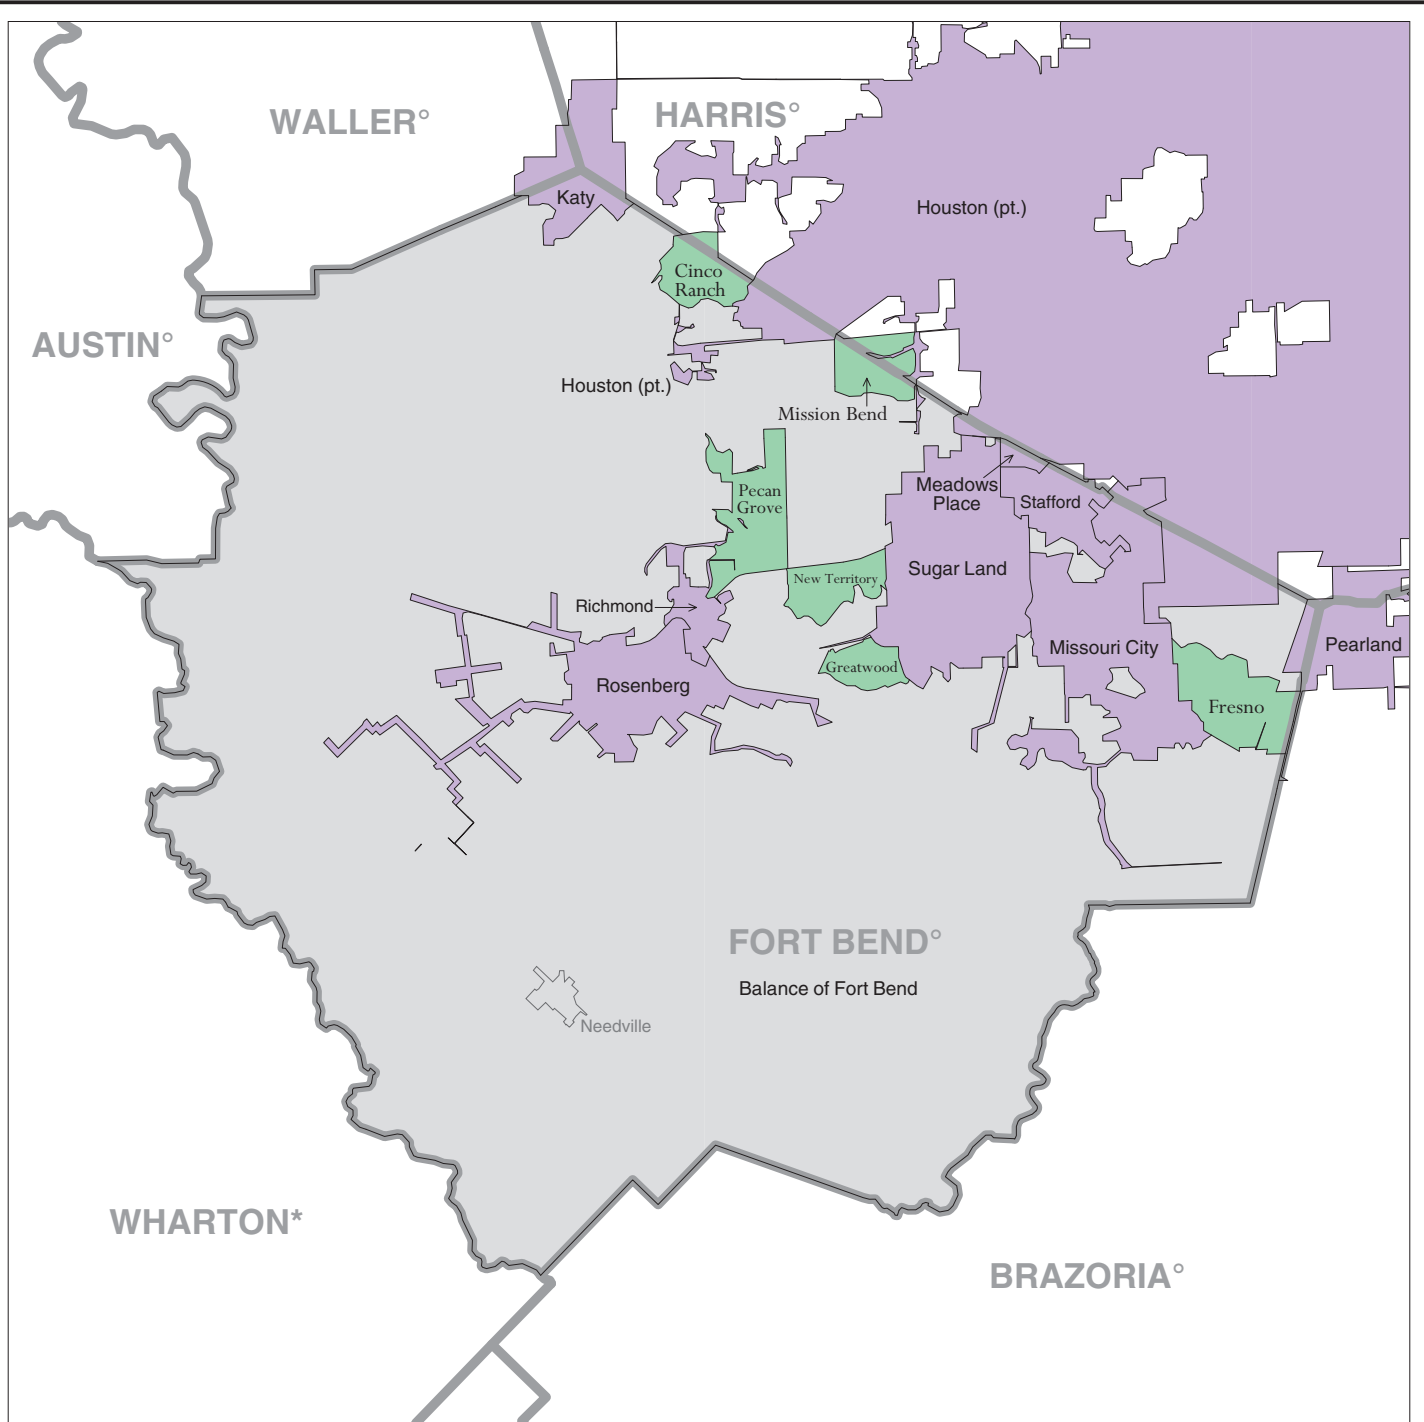 WALLER°
HARRIS°
Katy
Houston (pt.)
Cinco
Ranch
AUSTIN°
Houston (pt.)
Mission Bend
Meadows
Place
Pecan
Grove
Stafford
Sugar Land
New Territory
Richmond
Missouri City
Pearland
Greatwood
Rosenberg
Fresno
FORT BEND°
Balance of Fort Bend
Needville
WHARTON*
BRAZORIA°